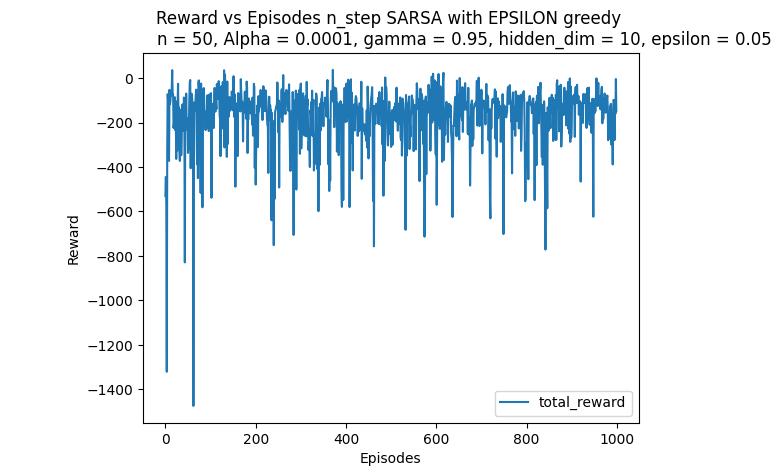 Reward vs Episodes n_step SARSA with EPSILON greedy
n = 50, Alpha = 0.0001, gamma = 0.95, hidden_dim = 10, epsilon = 0.05
0
−200
−400
−600
−800
−1000
−1200
−1400
Reward
total_reward
0
200
400
600
800
1000
Episodes